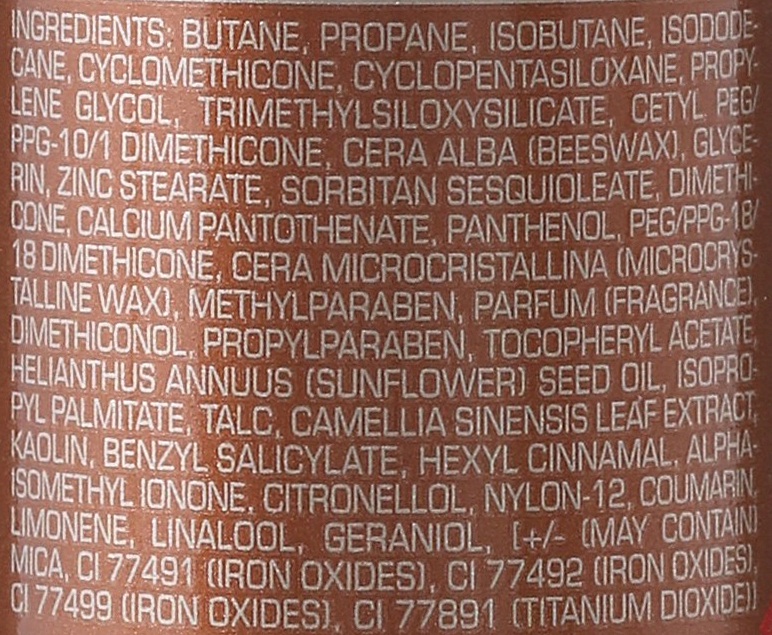 INGREDIENTS: BUTANE, PROPANE, ISOBUTANE, ISODODE-
CANE, CYCLOMETHICONE, CYCLOPENTASILOXANE, PROPY-
LENE GLYCOL, TRIMETHYLSILOXYSILICATE, CETYL PEG/
PPG-10/1 DIMETHICONE, CERA ALBA (BEESWAX), GLYCE-
RIN, ZINC STEARATE, SORBITAN SESQUIOLEATE, DIMETHI-
CONE, CALCIUM PANTOTHENATE, PANTHENOL, PEG/PPG-18/
18 DIMETHICONE, CERA MICROCRISTALLINA (MICROCRYS-
TALLINE WAX), METHYLPARABEN, PARFUM (FRAGRANCE),
DIMETHICONOL, PROPYLPARABEN, TOCOPHERYL ACETATE,
HELIANTHUS ANNUUS (SUNFLOWER) SEED OIL, ISOPRO-
PYL PALMITATE, TALC, CAMELLIA SINENSIS LEAF EXTRACT,
KAOLIN, BENZYL SALICYLATE, HEXYL CINNAMAL, ALPHA-
ISOMETHYL IONONE, CITRONELLOL, NYLON-12, COUMARIN,
LIMONENE, LINALOOL, GERANIOL, [+/- (MAY CONTAIN)
MICA, CI 77491 (IRON OXIDES), CI 77492 (IRON OXIDES),
CI 77499 (IRON OXIDES), CI 77891 (TITANIUM DIOXIDE)]